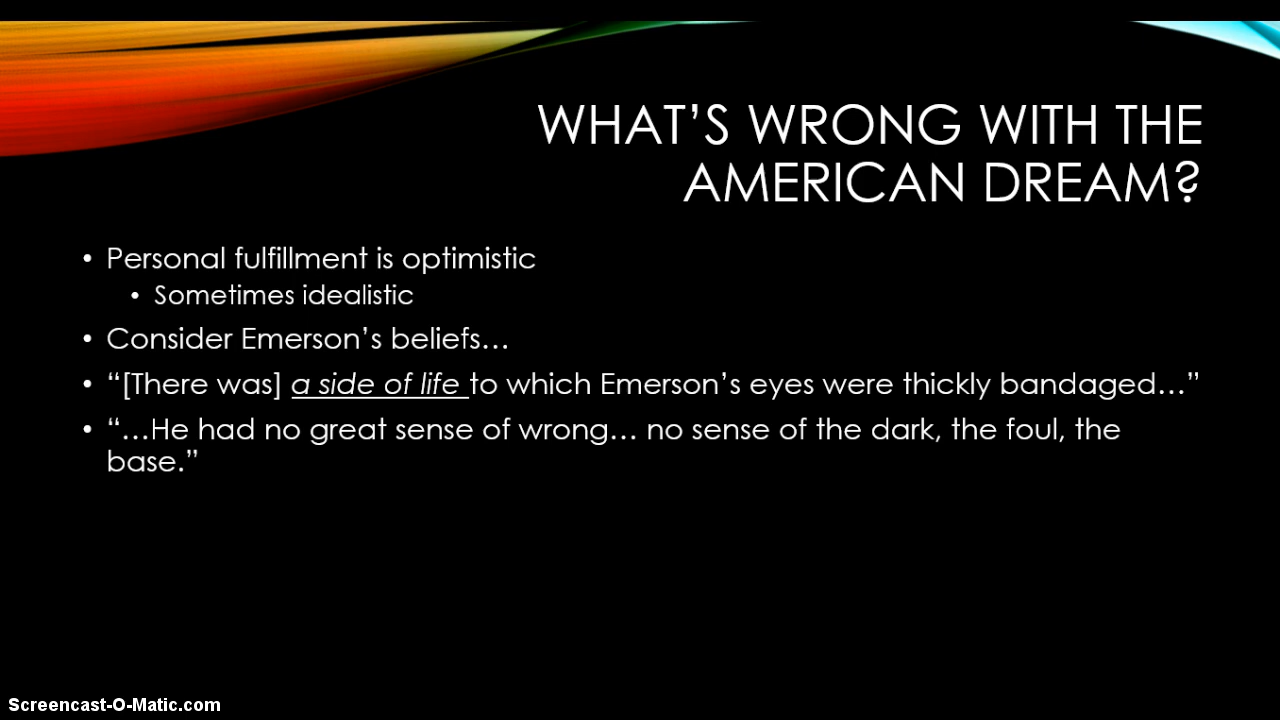 WHAT’S WRONG WITH THE
AMERICAN DREAM?
• Personal fulfillment is optimistic
• Sometimes idealistic
• Consider Emerson’s beliefs…
• “[There was] a side of life to which Emerson’s eyes were thickly bandaged…”
• “…He had no great sense of wrong… no sense of the dark, the foul, the
base.”
Screencast-O-Matic.com